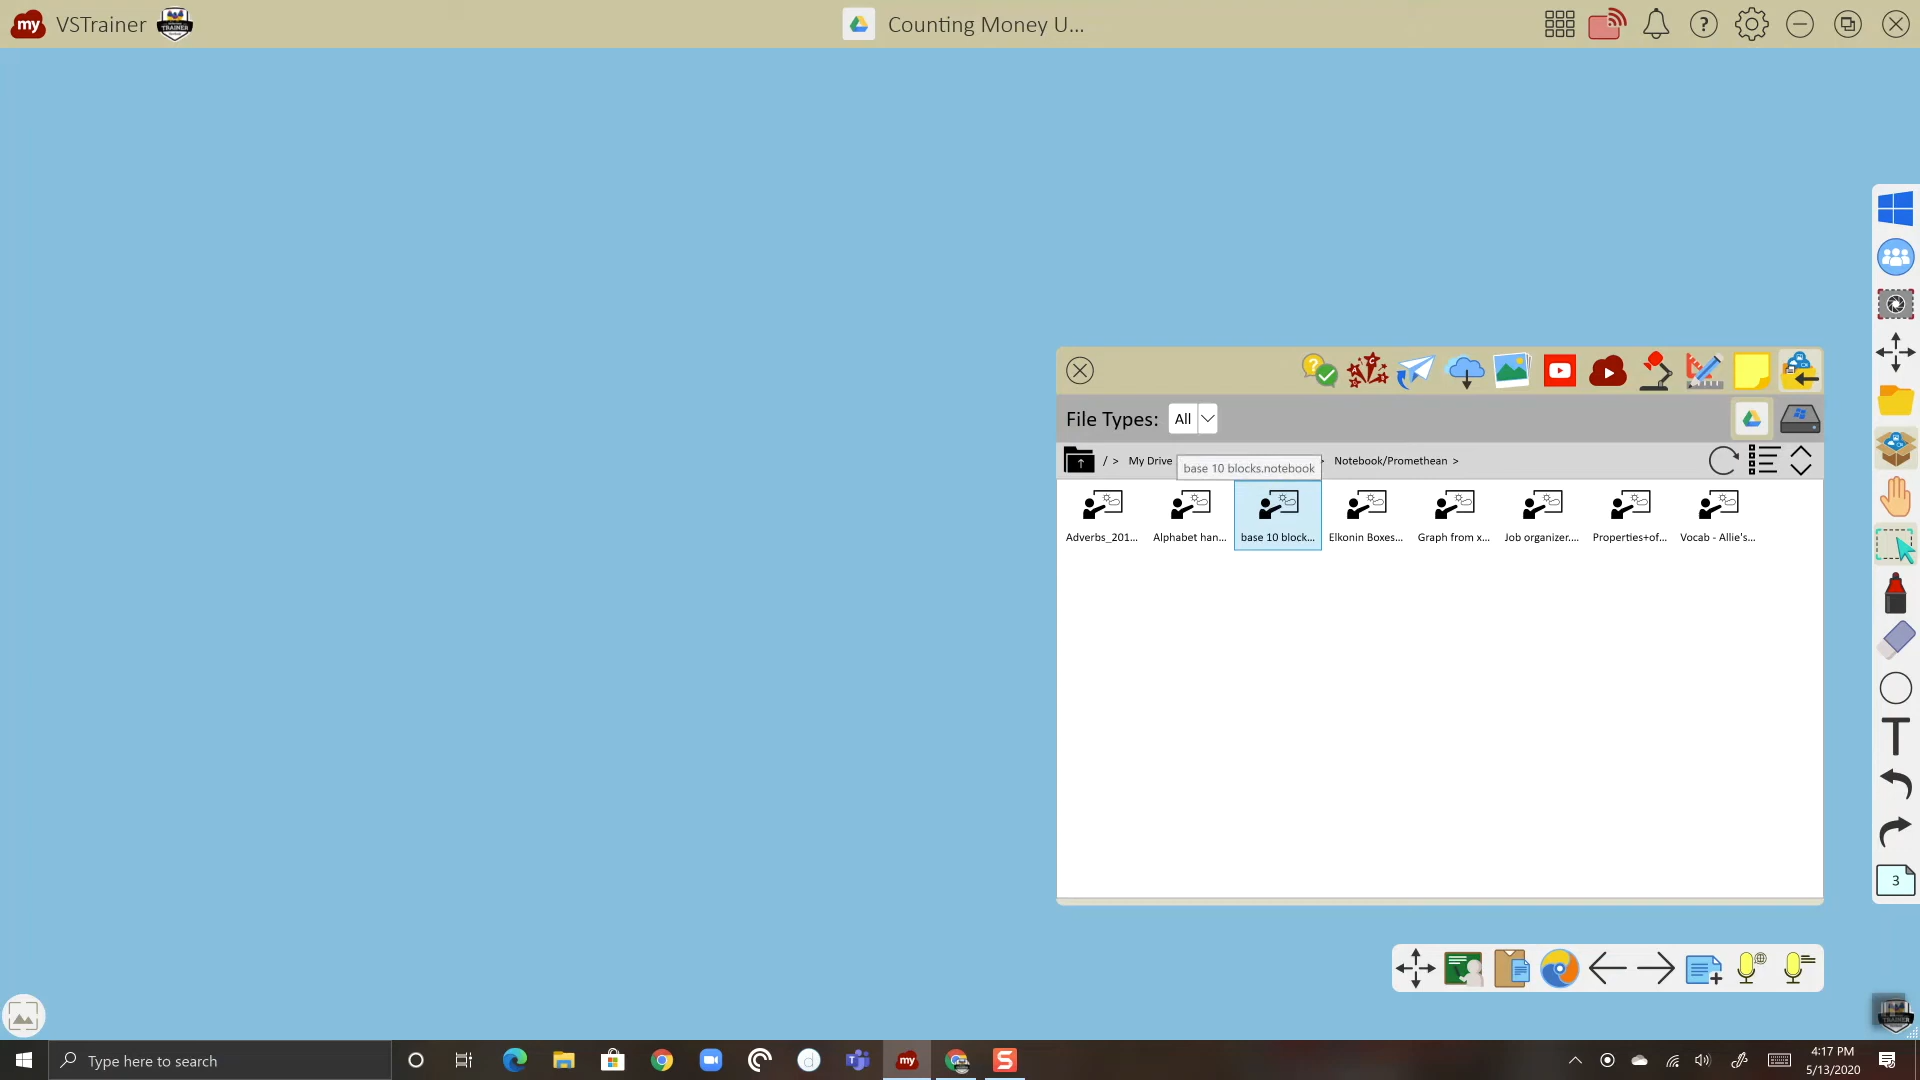 my VSTrainer
Counting Money U...
File Types: All
/ > My Drive
base 10 blocks.notebook
> Notebook/Promethean >
Adverbs_201...
Alphabet han...
base 10 block...
Elkonin Boxes...
Graph from x...
Job organizer....
Properties+of...
Vocab - Allie's...
3
Type here to search
my
4:17 PM
5/13/2020